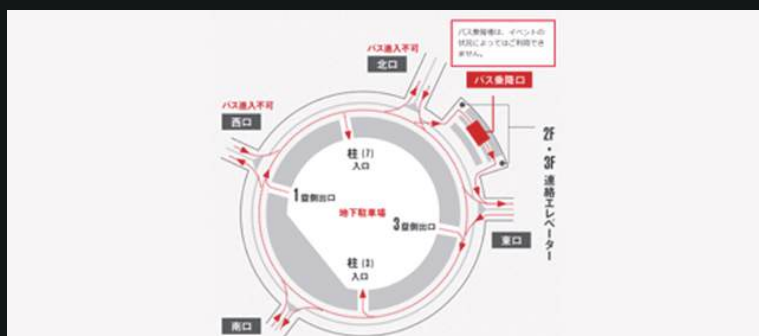 バス乗降場は、イベントの
状況によってはご利用でき
ません。
バス進入不可
北口
バス乗降口
バス進入不可
西口
2F・3F 連絡エレベーター
柱 (7)
入口
1塁側出口
地下駐車場
3塁側出口
東口
柱 (3)
入口
南口